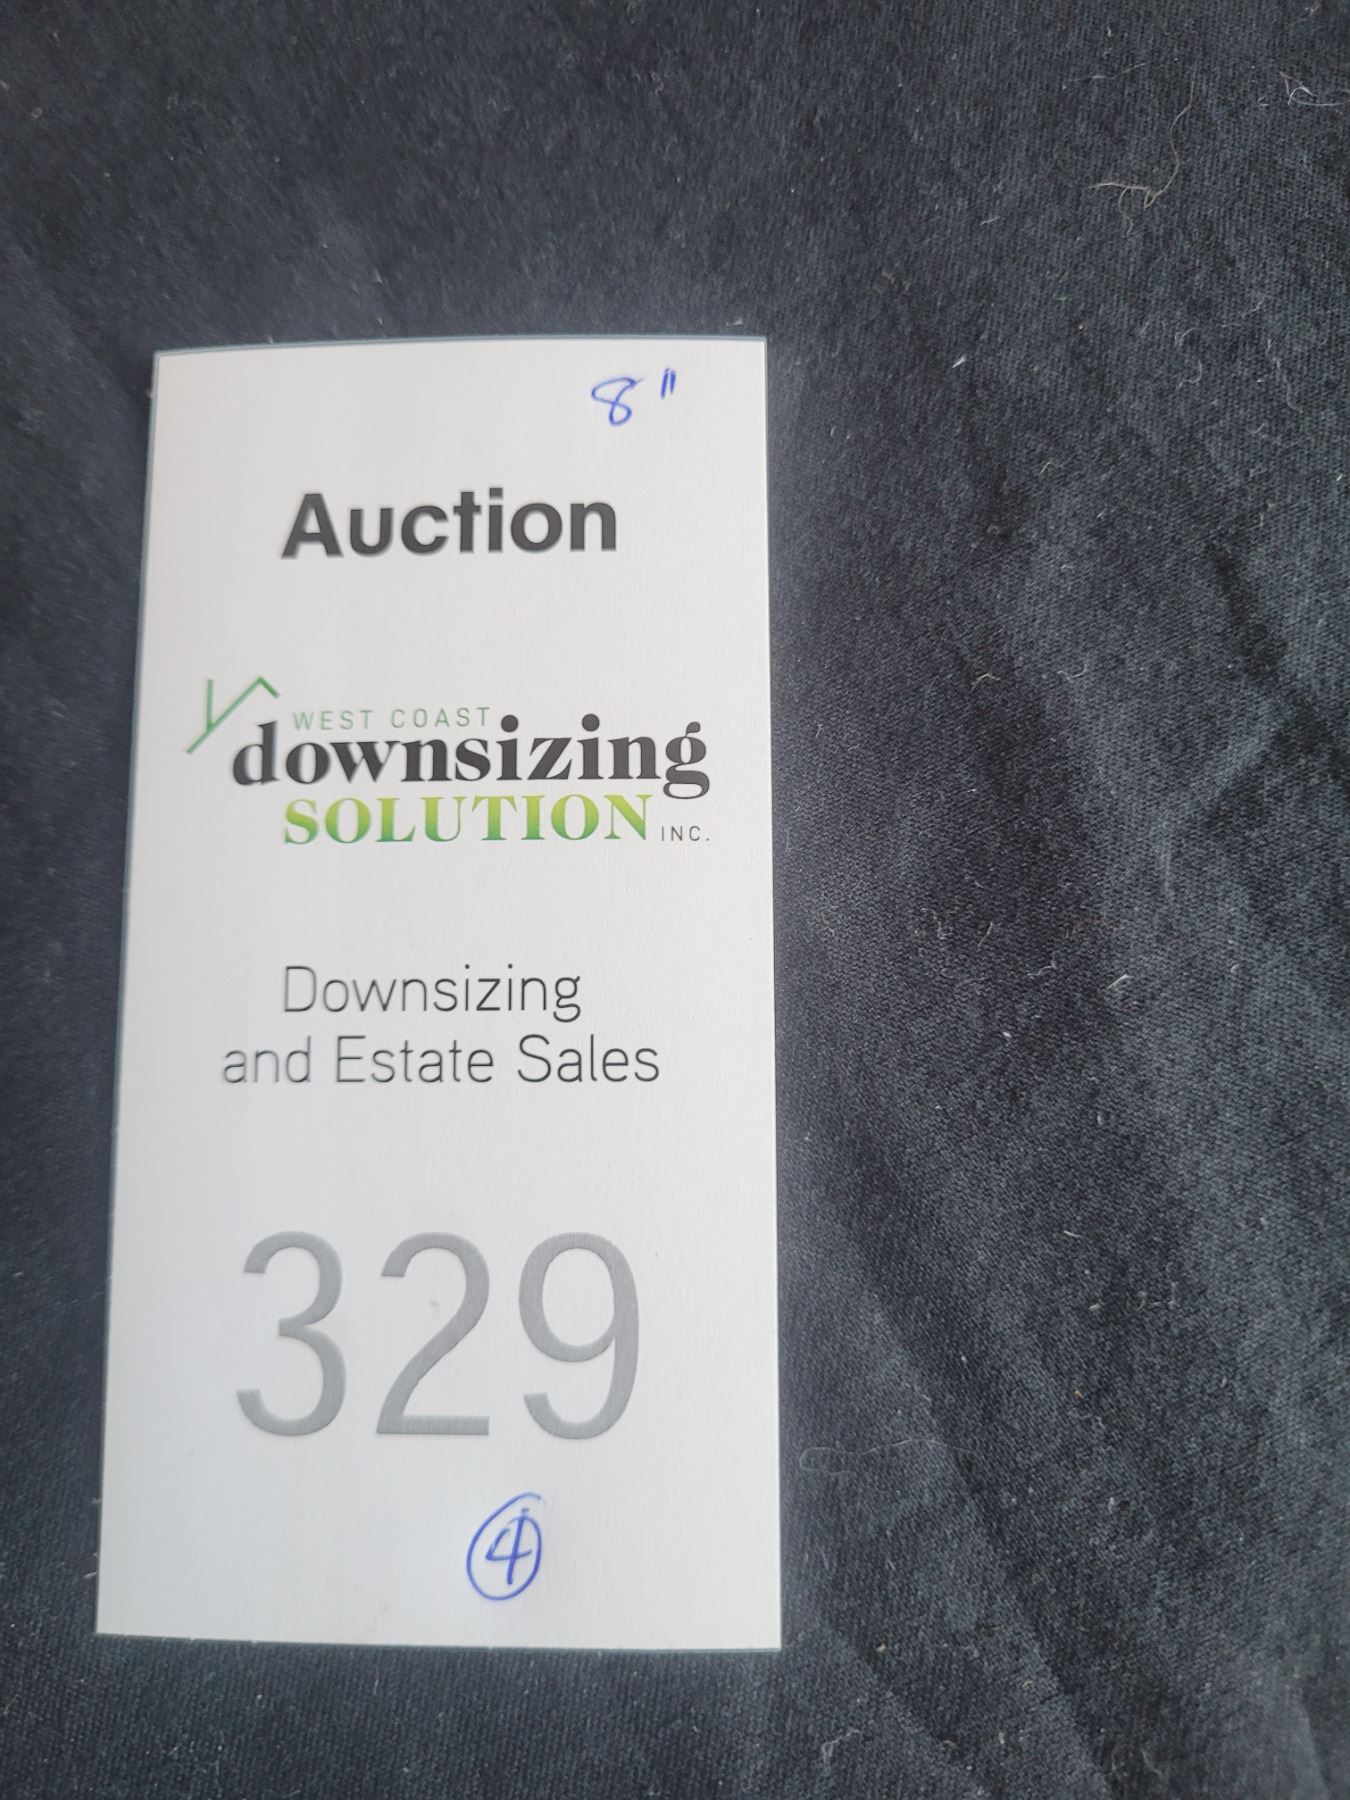 8"
Auction
WEST COAST
downsizing
SOLUTION INC.
Downsizing
and Estate Sales
329
4